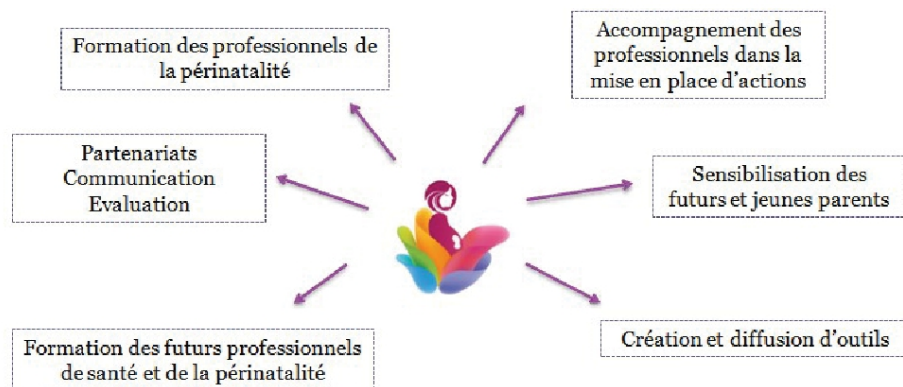 Formation des professionnels de
la périnatalité
Accompagnement des
professionnels dans la
mise en place d'actions
Partenariats
Communication
Evaluation
Sensibilisation des
futurs et jeunes parents
Formation des futurs professionnels
de santé et de la périnatalité
Création et diffusion d'outils